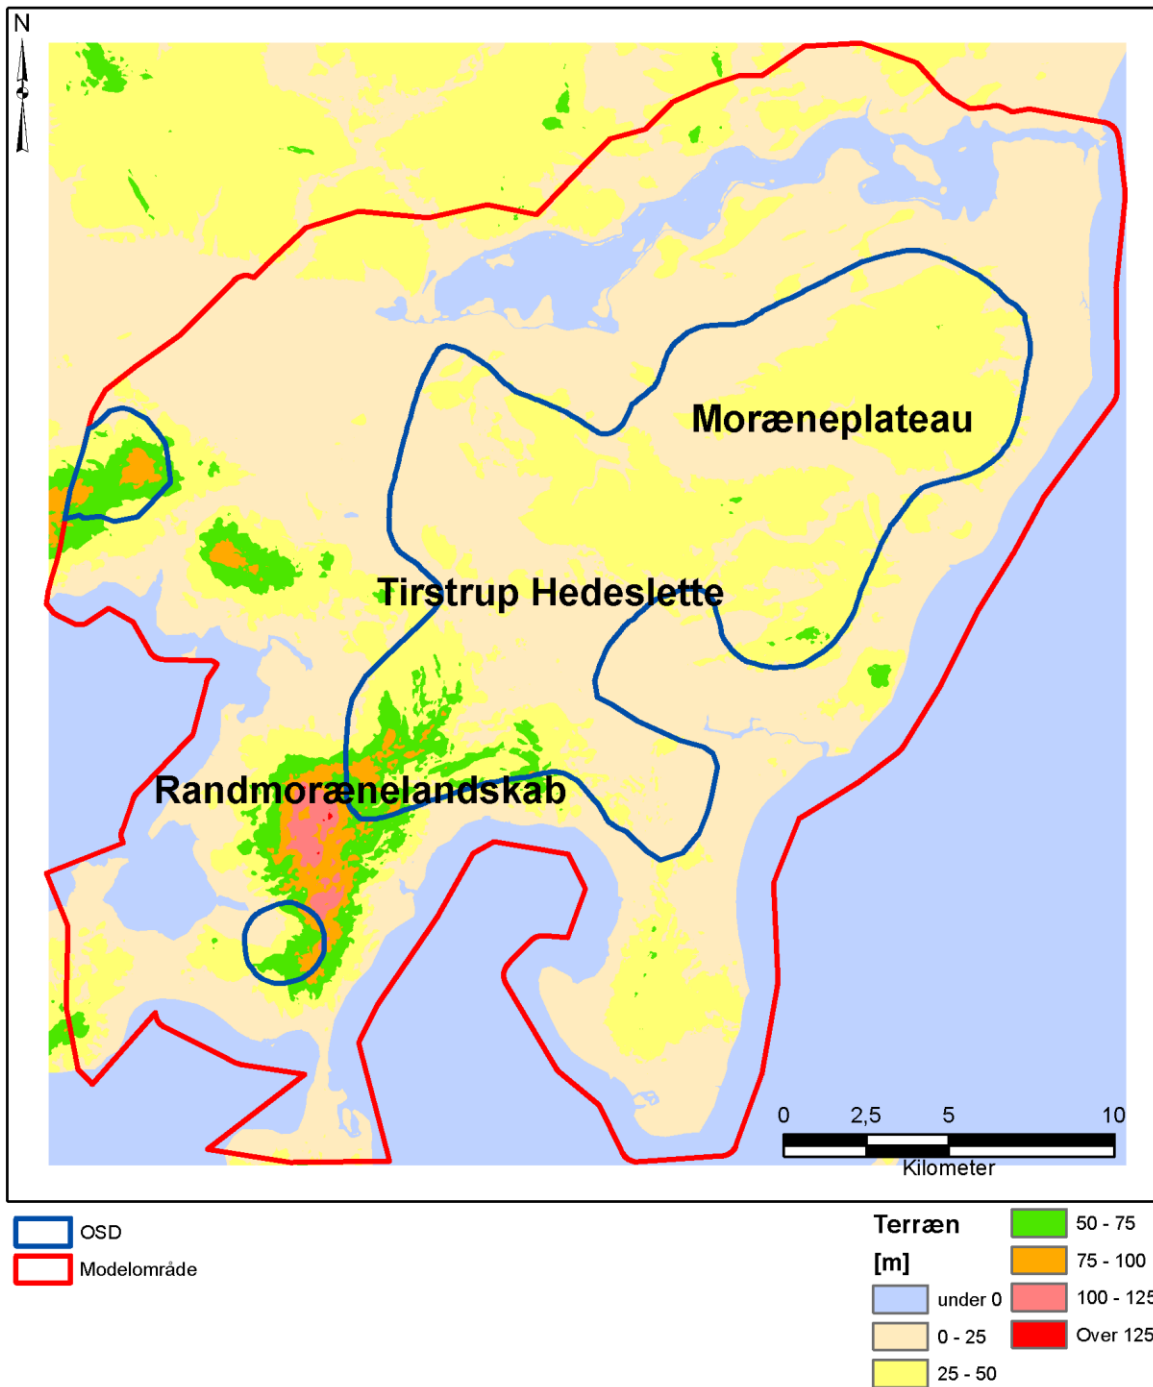 N
Moræneplateau
Tirstrup Hedeslette
Randmorænelandskab
0 2,5 5 10
Kilometer
OSD
Modelområde
Terræn
[m]
under 0
0 - 25
25 - 50
50 - 75
75 - 100
100 - 125
Over 125